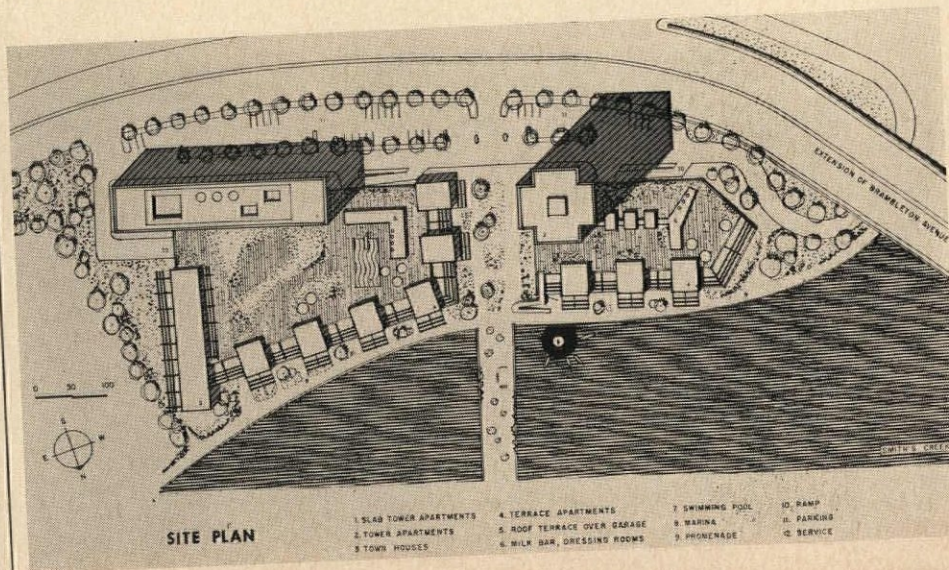 EXTENSION OF BRAMBLETON AVENUE
0 50 100
S
W
E
N
SMITH'S CREEK
SITE PLAN
1. SLAB TOWER APARTMENTS
2. TOWER APARTMENTS
3. TOWN HOUSES
4. TERRACE APARTMENTS
5. ROOF TERRACE OVER GARAGE
6. MILK BAR, DRESSING ROOMS
7. SWIMMING POOL
8. MARINA
9. PROMENADE
10. RAMP
11. PARKING
12. SERVICE